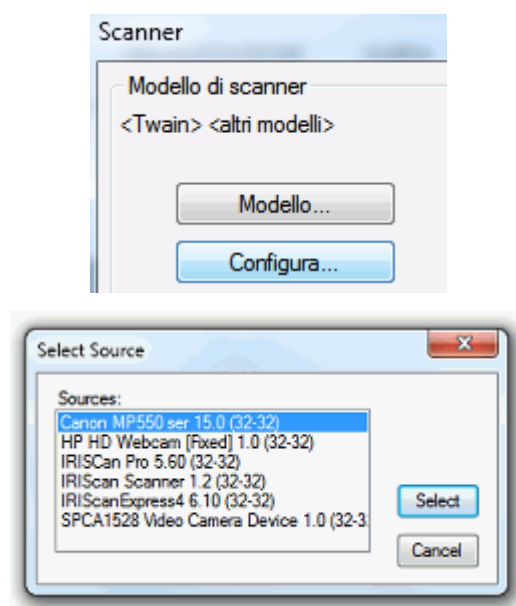 Scanner
Modello di scanner
<Twain> <altri modelli>
Modello...
Configura...
Select Source
Sources:
Canon MP550 ser 15.0 (32-32)
HP HD Webcam [Fixed] 1.0 (32-32)
IRISCan Pro 5.60 (32-32)
IRIScan Scanner 1.2 (32-32)
IRIScanExpress4 6.10 (32-32)
SPCA1528 Video Camera Device 1.0 (32-3
Select
Cancel